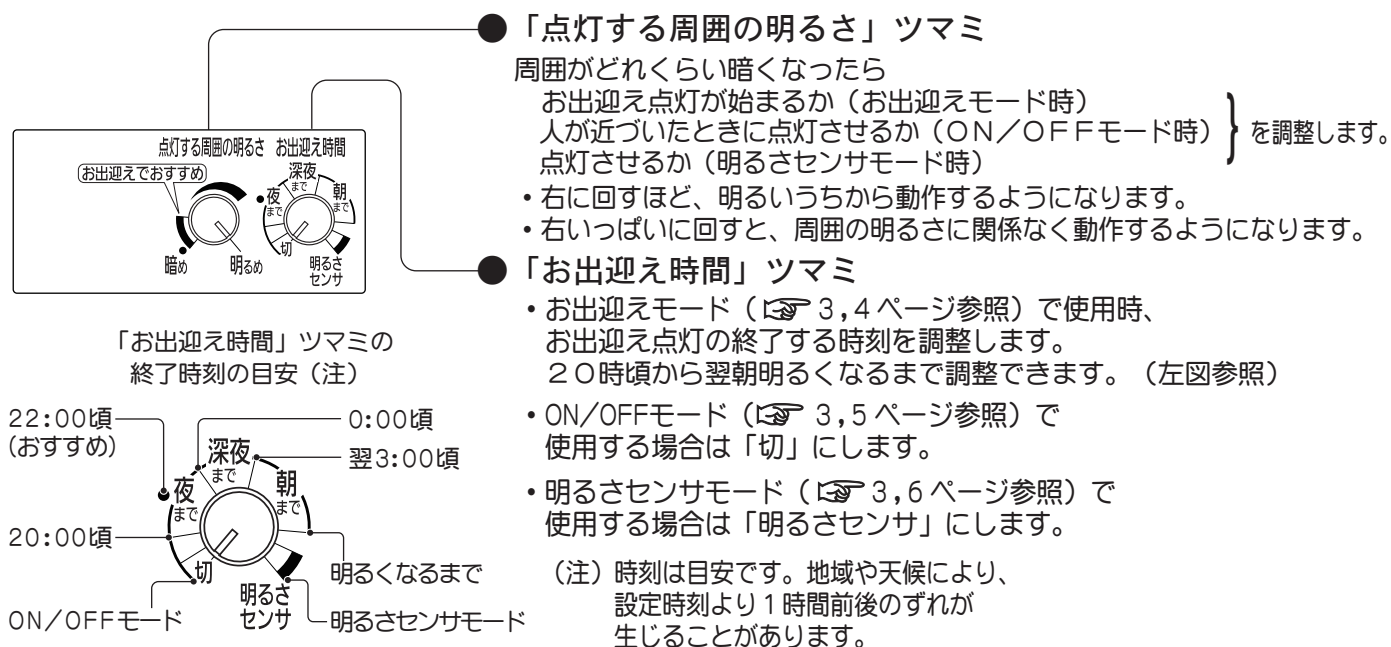 ●「点灯する周囲の明るさ」ツマミ
周囲がどれくらい暗くなったら
お出迎え点灯が始まるか（お出迎えモード時）
人が近づいたときに点灯させるか（ＯＮ／ＯＦＦモード時）
点灯させるか（明るさセンサモード時）
を調整します。
・右に回すほど、明るいうちから動作するようになります。
・右いっぱいに回すと、周囲の明るさに関係なく動作するようになります。
●「お出迎え時間」ツマミ
・お出迎えモード（☞ 3,4 ページ参照）で使用時、
お出迎え点灯の終了する時刻を調整します。
２０時頃から翌朝明るくなるまで調整できます。（左図参照）
・ON/OFFモード（☞ 3,5 ページ参照）で
使用する場合は「切」にします。
・明るさセンサモード（☞ 3,6 ページ参照）で
使用する場合は「明るさセンサ」にします。
（注）時刻は目安です。地域や天候により、
設定時刻より１時間前後のずれが
生じることがあります。
点灯する周囲の明るさ
お出迎え時間
お出迎えでおすすめ
暗め
明るめ
深夜
まで
夜
まで
朝
まで
切
明るさ
センサ
「お出迎え時間」ツマミの
終了時刻の目安（注）
22:00頃
(おすすめ)
0:00頃
翌3:00頃
深夜
まで
夜
まで
朝
まで
20:00頃
切
明るくなるまで
明るさ
センサ
ON/OFFモード
明るさセンサモード